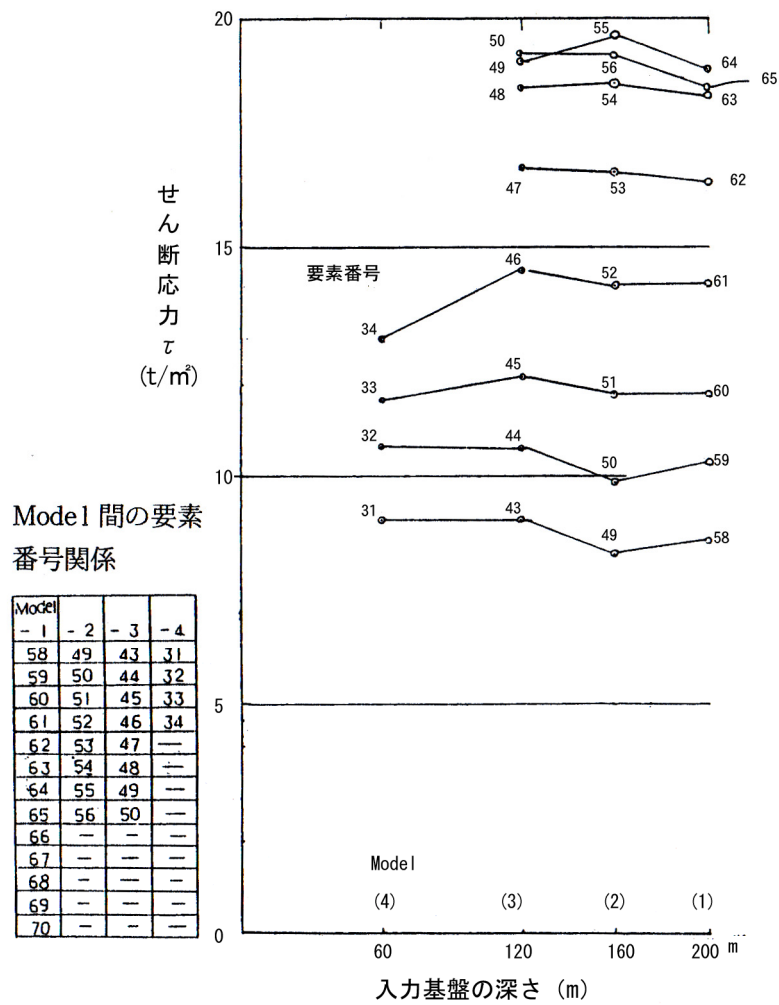 20
55
50
64
49
56
65
48
54
63
62
47
53
せん断応力 τ
(t/㎡)
15
要素番号
46
52
61
34
45
51
60
33
44
32
50
59
10
31
43
49
58
Model 間の要素
番号関係
Model
- 1 - 2 - 3 - 4
58 49 43 31
59 50 44 32
60 51 45 33
61 52 46 34
62 53 47 —
63 54 48 —
64 55 49 —
65 56 50 —
66 — — —
67 — — —
68 — — —
69 — — —
70 — — —
5
Model
(4) (3) (2) (1)
0
60 120 160 200 m
入力基盤の深さ (m)